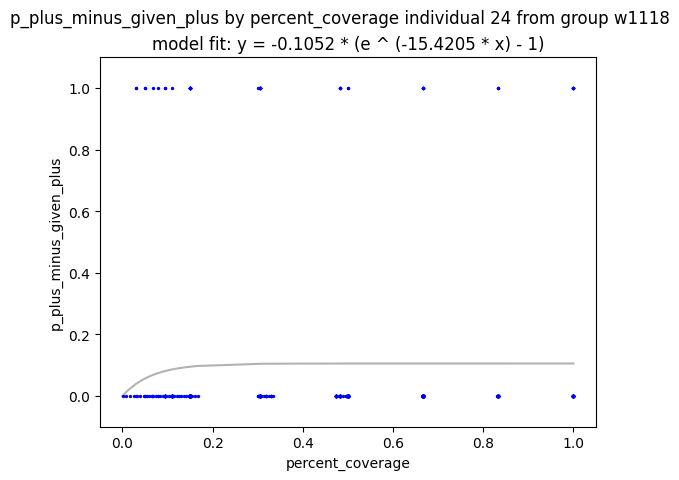 p_plus_minus_given_plus by percent_coverage individual 24 from group w1118
model fit: y = -0.1052 * (e ^ (-15.4205 * x) - 1)
1.0
0.8
0.6
0.4
0.2
0.0
p_plus_minus_given_plus
0.0 0.2 0.4 0.6 0.8 1.0
percent_coverage